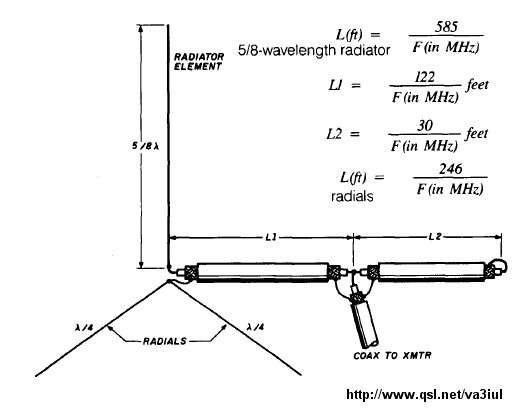 L(ft) = 585 / F (in MHz)
5/8-wavelength radiator
RADIATOR
ELEMENT
L1 = 122 / F (in MHz) feet
L2 = 30 / F (in MHz) feet
L(ft) = 246 / F (in MHz)
radials
5/8 λ
L1
L2
λ/4
RADIALS
λ/4
COAX TO XMTR
http://www.qsl.net/va3iul